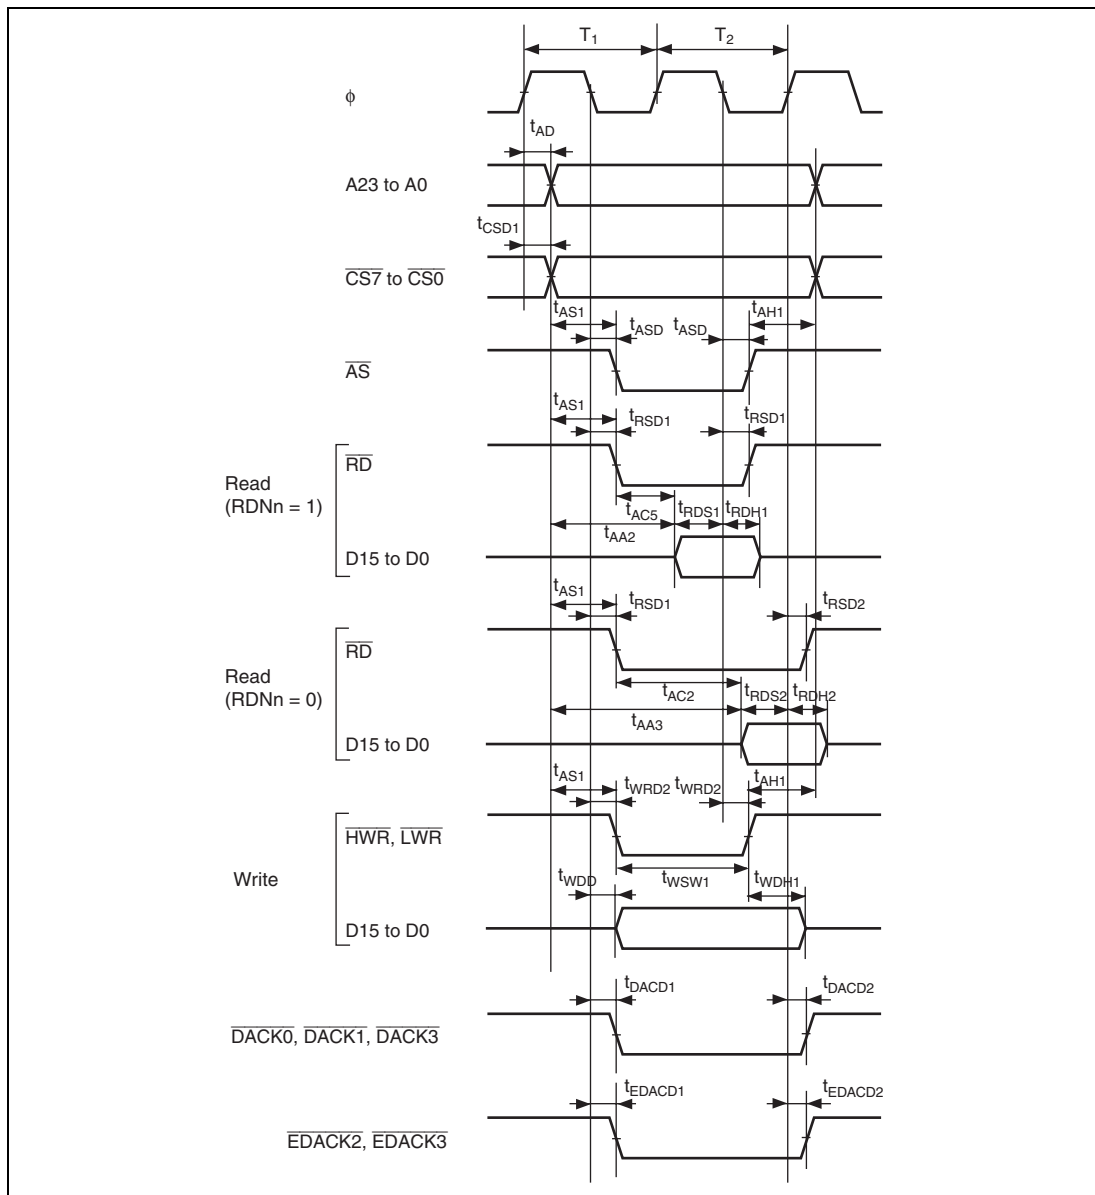 T1 T2
φ
tAD
A23 to A0
tCSD1
CS7 to CS0
tAS1 tASD tASD tAH1
AS
tAS1 tRSD1 tRSD1
RD
Read
(RDNn = 1)
tAC5 tRDS1 tRDH1
tAA2
D15 to D0
tAS1 tRSD1 tRSD2
RD
Read
(RDNn = 0)
tAC2 tRDS2 tRDH2
tAA3
D15 to D0
tAS1 tWRD2 tWRD2 tAH1
HWR, LWR
Write
tWDD tWSW1 tWDH1
D15 to D0
tDACD1 tDACD2
DACK0, DACK1, DACK3
tEDACD1 tEDACD2
EDACK2, EDACK3